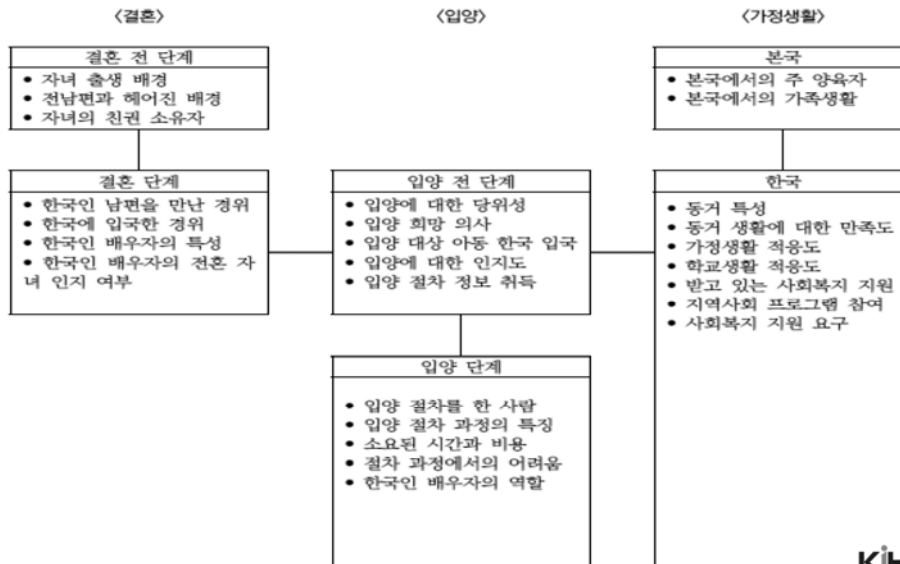 〈결혼〉
〈입양〉
〈가정생활〉
결혼 전 단계
• 자녀 출생 배경
• 전남편과 헤어진 배경
• 자녀의 친권 소유자
본국
• 본국에서의 주 양육자
• 본국에서의 가족생활
결혼 단계
• 한국인 남편을 만난 경위
• 한국에 입국한 경위
• 한국인 배우자의 특성
• 한국인 배우자의 전혼 자
녀 인지 여부
입양 전 단계
• 입양에 대한 당위성
• 입양 희망 의사
• 입양 대상 아동 한국 입국
• 입양에 대한 인지도
• 입양 절차 정보 취득
한국
• 동거 특성
• 동거 생활에 대한 만족도
• 가정생활 적응도
• 학교생활 적응도
• 받고 있는 사회복지 지원
• 지역사회 프로그램 참여
• 사회복지 지원 요구
입양 단계
• 입양 절차를 한 사람
• 입양 절차 과정의 특징
• 소요된 시간과 비용
• 절차 과정에서의 어려움
• 한국인 배우자의 역할